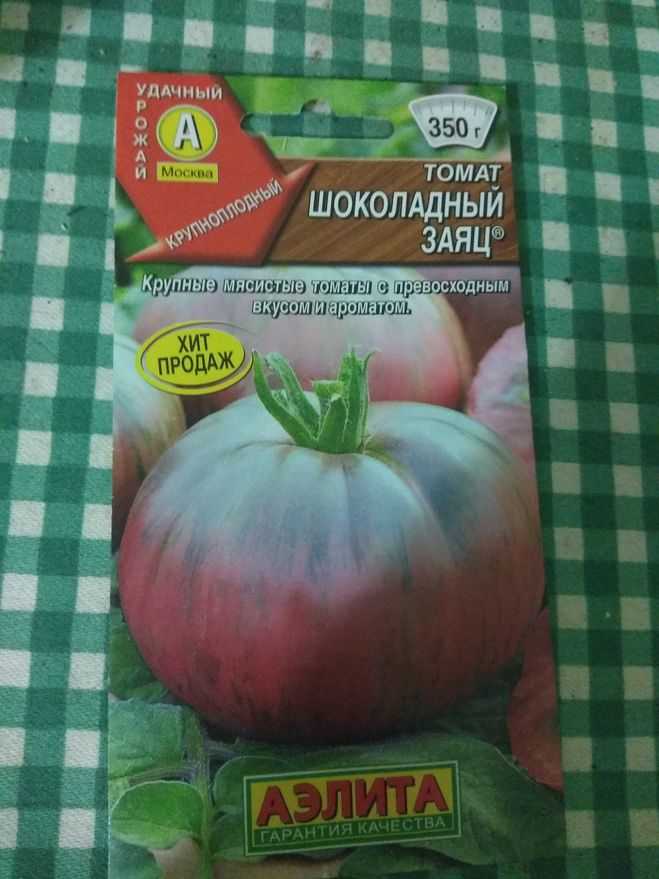 УДАЧНЫЙ
УРОЖАЙ
А
Москва
КРУПНОПЛОДНЫЙ
350 г
ТОМАТ
ШОКОЛАДНЫЙ
ЗАЯЦ®
Крупные мясистые томаты с превосходным
вкусом и ароматом.
ХИТ
ПРОДАЖ
АЭЛИТА
ГАРАНТИЯ КАЧЕСТВА